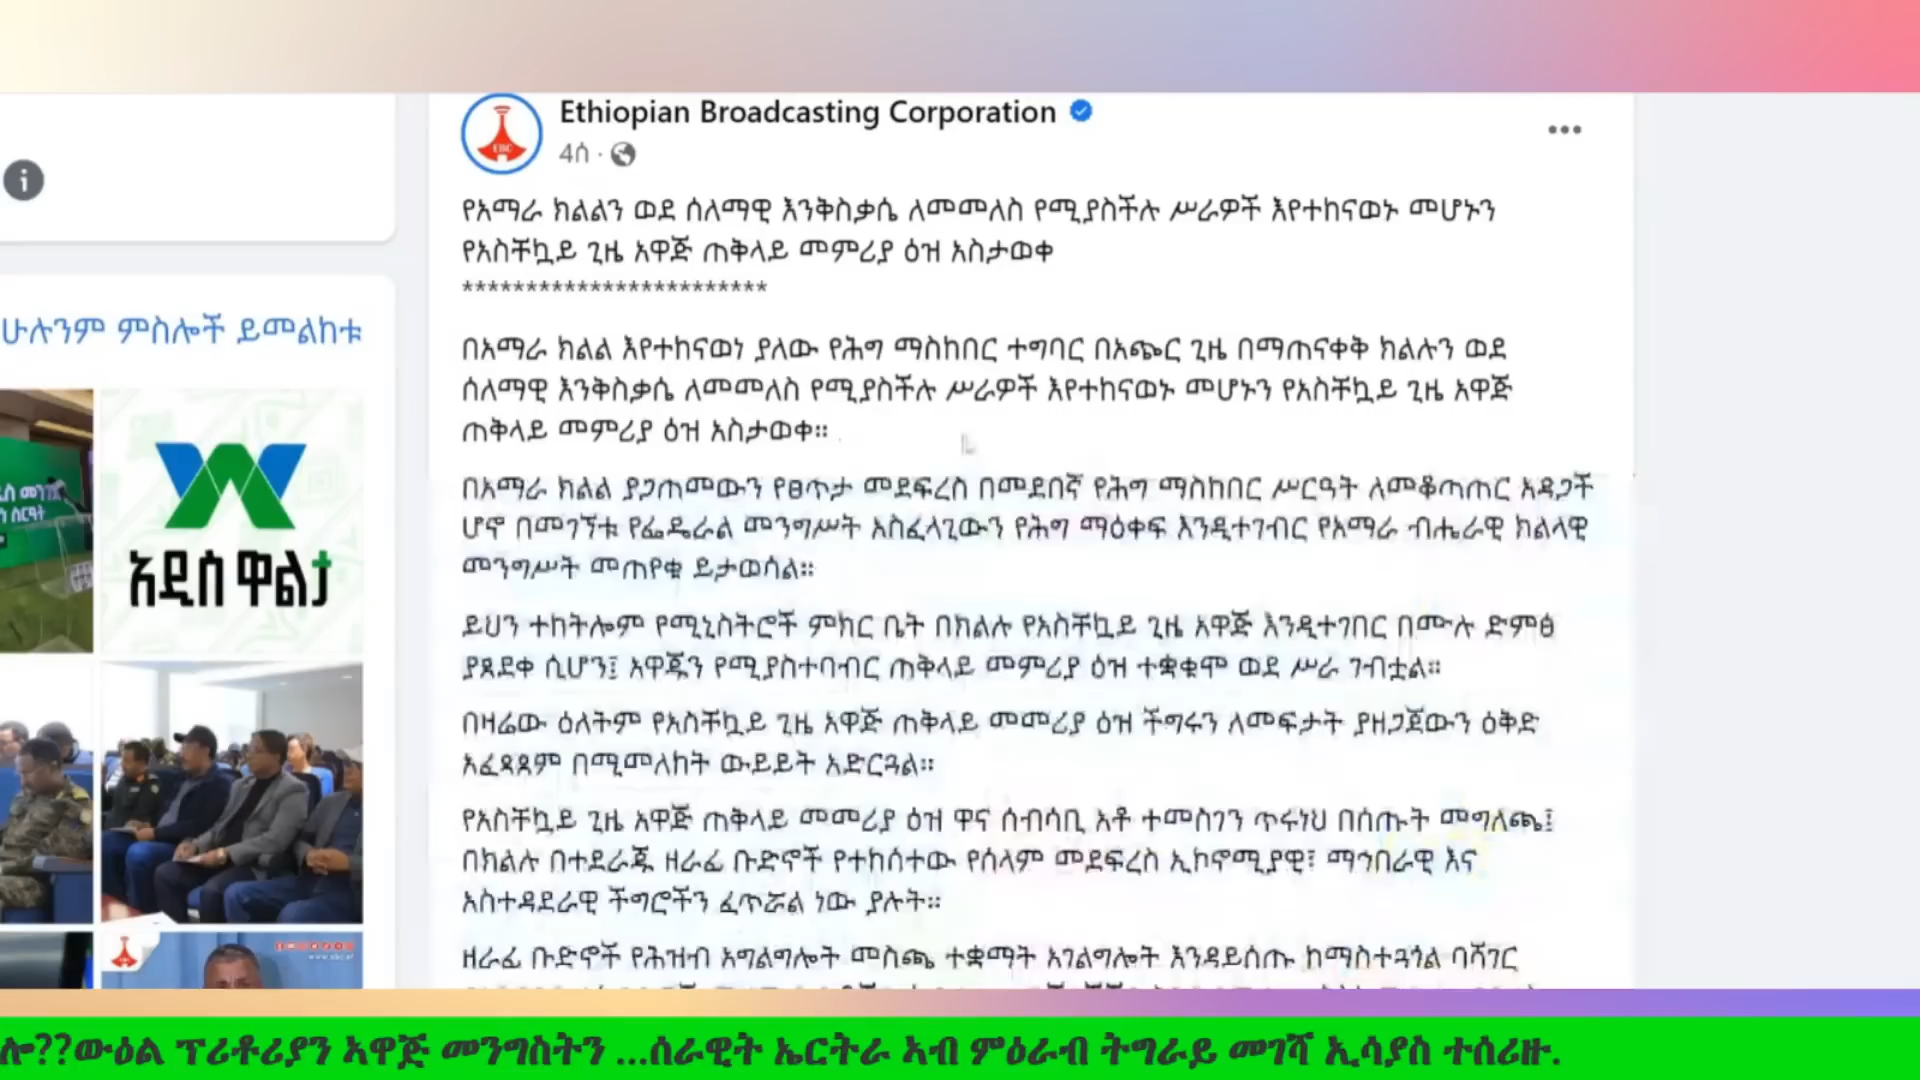 Ethiopian Broadcasting Corporation
4ሰ ·
የአማራ ክልልን ወደ ሰለማዊ እንቅስቃሴ ለመመለስ የሚያስችሉ ሥራዎች እየተከናወኑ መሆኑን
የአስቸኳይ ጊዜ አዋጅ ጠቅላይ መምሪያ ዕዝ አስታወቀ
************************
በአማራ ክልል እየተከናወነ ያለው የሕግ ማስከበር ተግባር በአጭር ጊዜ በማጠናቀቅ ክልሉን ወደ
ሰለማዊ እንቅስቃሴ ለመመለስ የሚያስችሉ ሥራዎች እየተከናወኑ መሆኑን የአስቸኳይ ጊዜ አዋጅ
ጠቅላይ መምሪያ ዕዝ አስታወቀ።
በአማራ ክልል ያጋጠመውን የፀጥታ መደፍረስ በመደበኛ የሕግ ማስከበር ሥርዓት ለመቆጣጠር አዳጋች
ሆኖ በመገኘቱ የፌዴራል መንግሥት አስፈላጊውን የሕግ ማዕቀፍ እንዲተገብር የአማራ ብሔራዊ ክልላዊ
መንግሥት መጠየቁ ይታወሳል።
ይህን ተከትሎም የሚኒስትሮች ምክር ቤት በክልሉ የአስቸኳይ ጊዜ አዋጅ እንዲተገበር በሙሉ ድምፅ
ያጸደቀ ሲሆን፤ አዋጁን የሚያስተባብር ጠቅላይ መምሪያ ዕዝ ተቋቁሞ ወደ ሥራ ገብቷል።
በዛሬው ዕለትም የአስቸኳይ ጊዜ አዋጅ ጠቅላይ መመሪያ ዕዝ ችግሩን ለመፍታት ያዘጋጀውን ዕቅድ
አፈጻጸም በሚመለከት ውይይት አድርጓል።
የአስቸኳይ ጊዜ አዋጅ ጠቅላይ መመሪያ ዕዝ ዋና ሰብሳቢ አቶ ተመስገን ጥሩነህ በሰጡት መግለጫ፤
በክልሉ በተደራጁ ዘራፊ ቡድኖች የተከሰተው የሰላም መደፍረስ ኢኮኖሚያዊ፣ ማኅበራዊ እና
አስተዳደራዊ ችግሮችን ፈጥሯል ነው ያሉት።
ዘራፊ ቡድኖች የሕዝብ አግልግሎት መስጫ ተቋማት አገልግሎት እንዳይሰጡ ከማስተጓጎል ባሻገር
ሁሉንም ምስሎች ይመልከቱ
አዲስ ዋልታ
EBC
ሎ??ውዕል ፕሪቶሪያን ኣዋጅ መንግስትን ...ሰራዊት ኤርትራ ኣብ ምዕራብ ትግራይ መገሻ ኢሳያስ ተሰሪዙ.